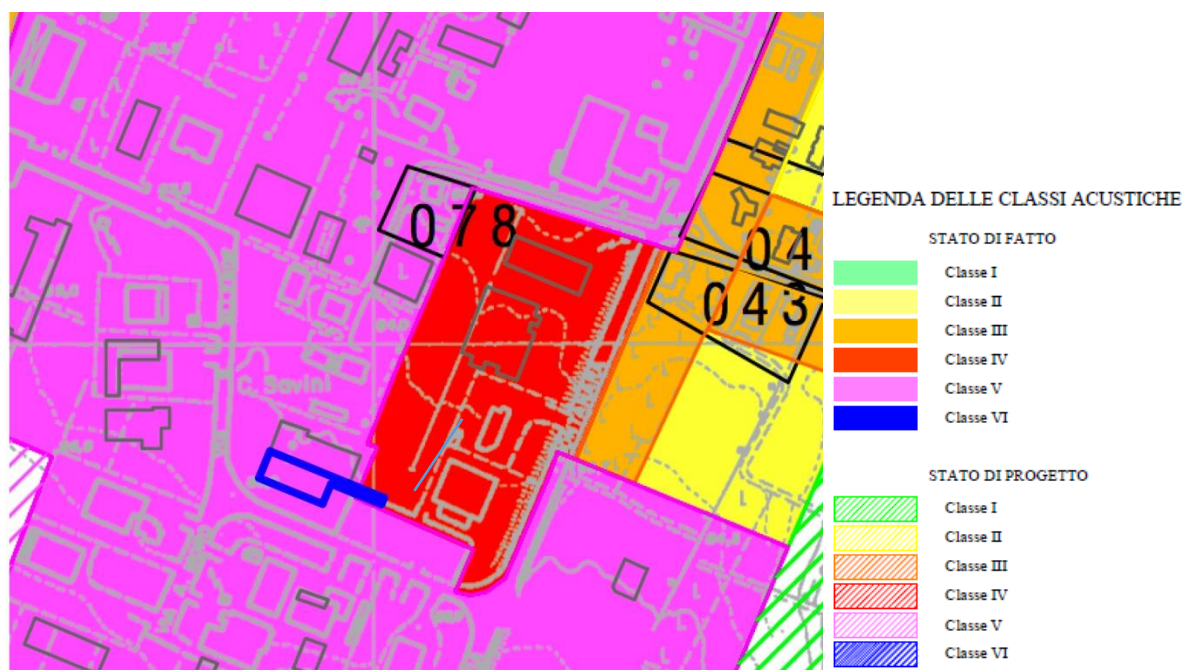 078
04
043
C. Savini
LEGENDA DELLE CLASSI ACUSTICHE
STATO DI FATTO
Classe I
Classe II
Classe III
Classe IV
Classe V
Classe VI
STATO DI PROGETTO
Classe I
Classe II
Classe III
Classe IV
Classe V
Classe VI